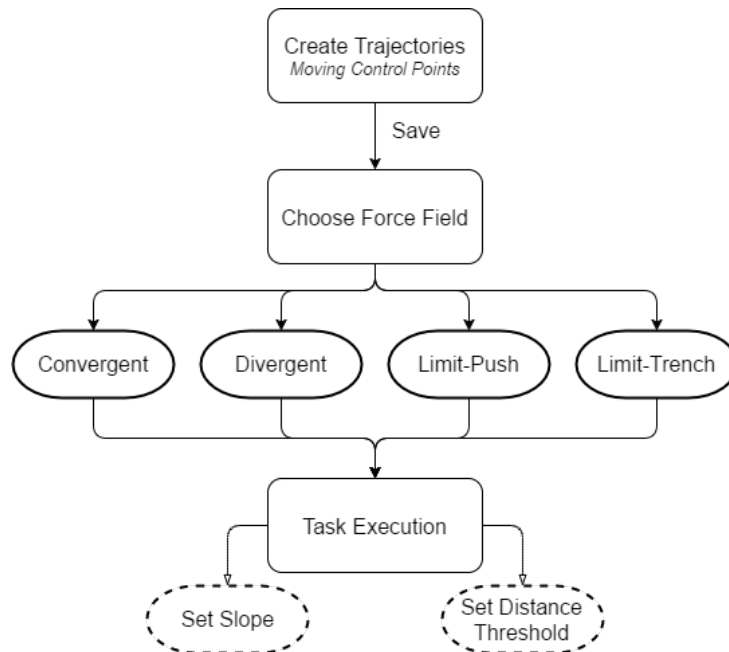 Create Trajectories
Moving Control Points
Save
Choose Force Field
Convergent
Divergent
Limit-Push
Limit-Trench
Task Execution
Set Slope
Set Distance
Threshold